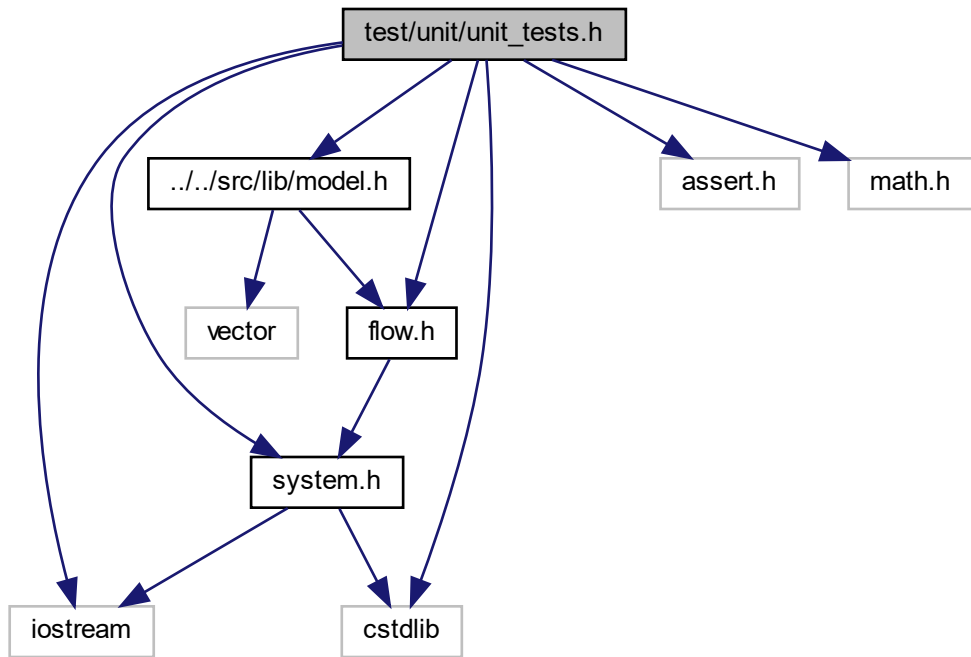 test/unit/unit_tests.h
../../src/lib/model.h
assert.h
math.h
vector
flow.h
system.h
iostream
cstdlib